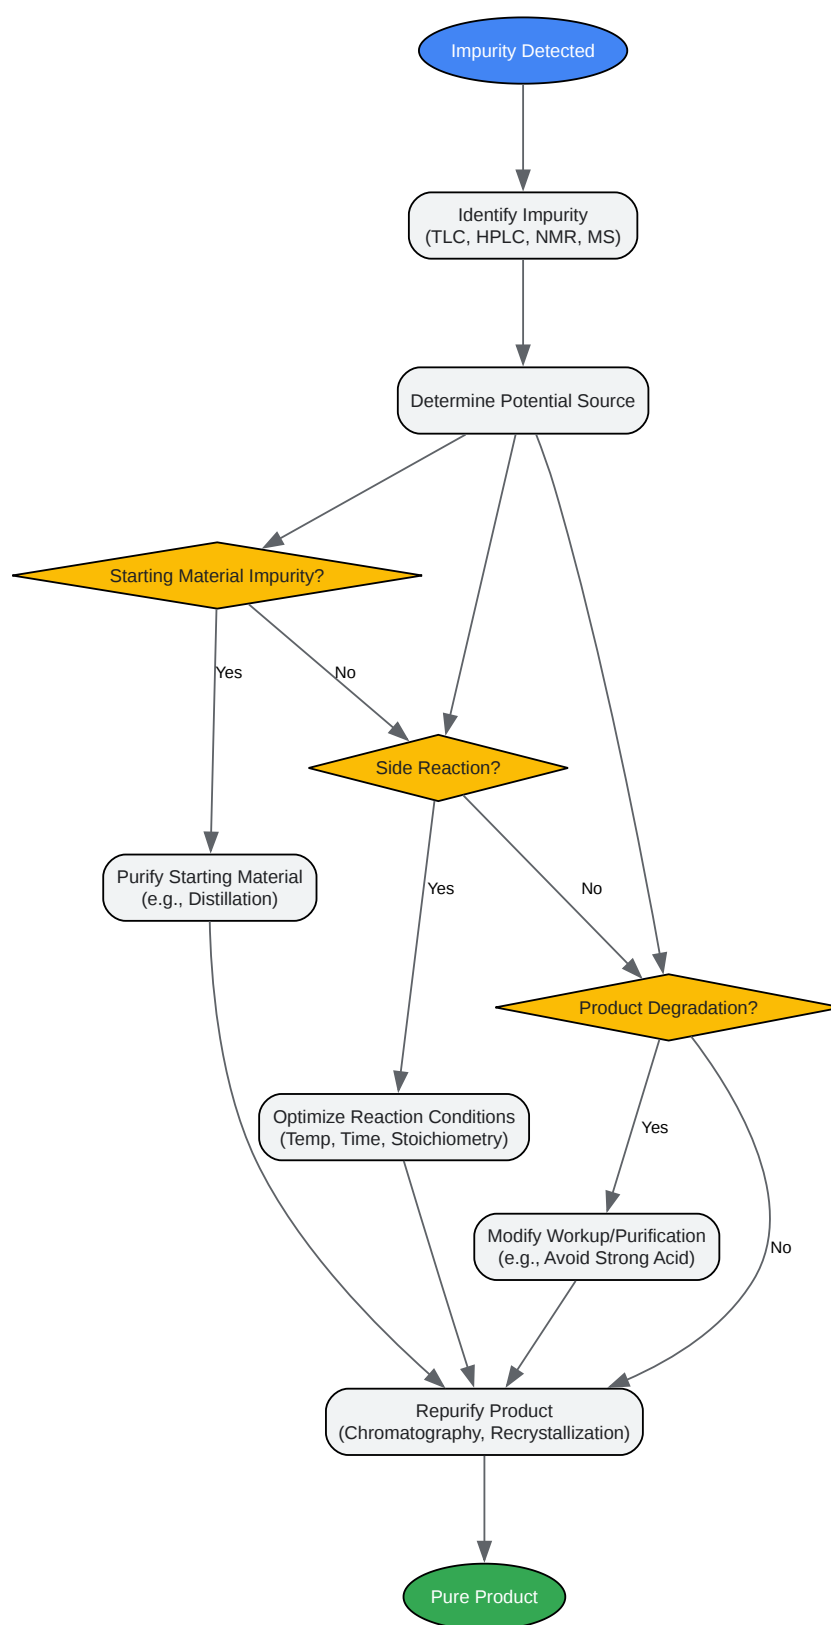 Impurity Detected
Identify Impurity
(TLC, HPLC, NMR, MS)
Determine Potential Source
Starting Material Impurity?
Yes
No
Side Reaction?
Purify Starting Material
(e.g., Distillation)
Yes
No
Product Degradation?
Optimize Reaction Conditions
(Temp, Time, Stoichiometry)
Yes
Modify Workup/Purification
(e.g., Avoid Strong Acid)
No
Repurify Product
(Chromatography, Recrystallization)
Pure Product